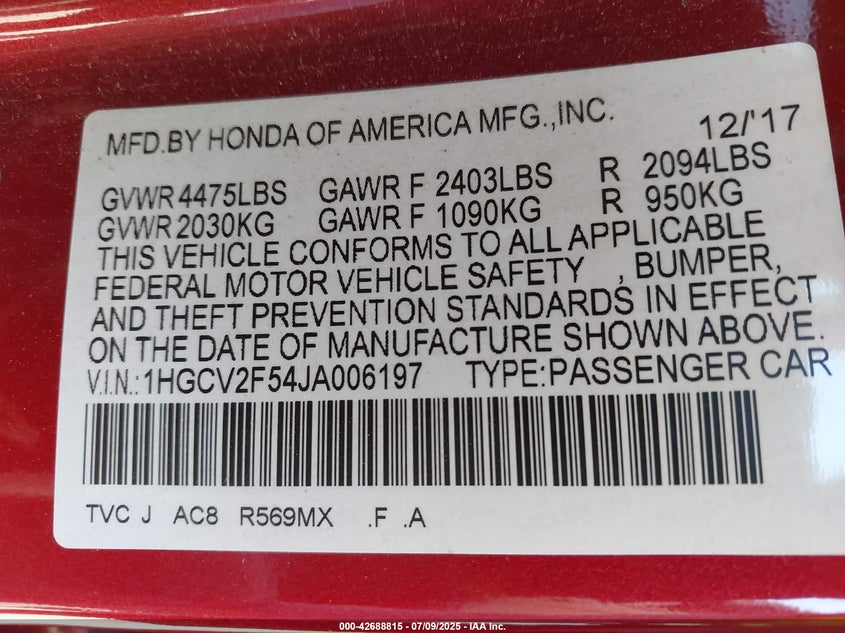 MFD.BY HONDA OF AMERICA MFG.,INC. 12/'17
GVWR 4475LBS GAWR F 2403LBS R 2094LBS
GVWR 2030KG GAWR F 1090KG R 950KG
THIS VEHICLE CONFORMS TO ALL APPLICABLE
FEDERAL MOTOR VEHICLE SAFETY , BUMPER,
AND THEFT PREVENTION STANDARDS IN EFFECT
ON THE DATE OF MANUFACTURE SHOWN ABOVE.
V.I.N.:1HGCV2F54JA006197 TYPE:PASSENGER CAR
TVC J AC8 R569MX .F .A
000-42688815 - 07/09/2025 - IAA Inc.